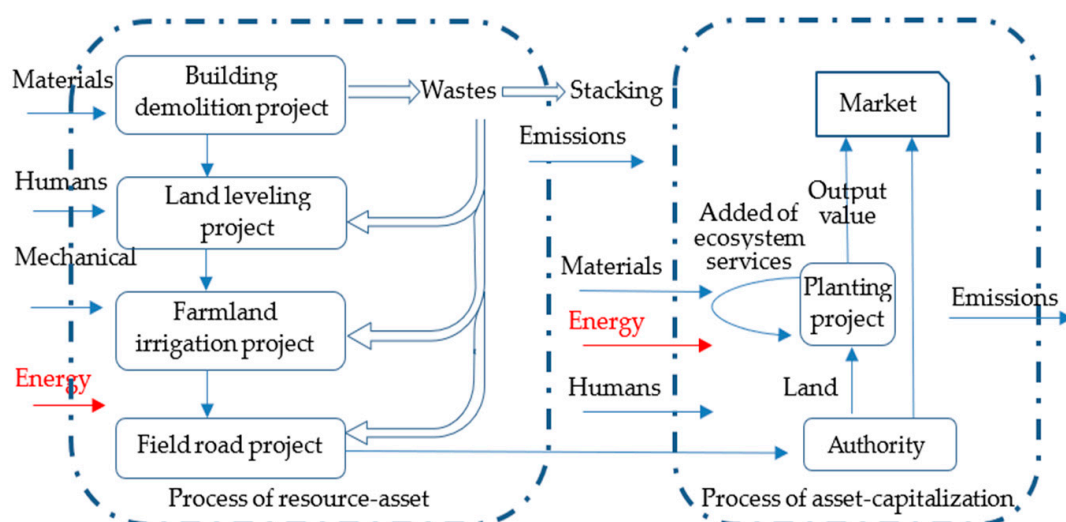 Materials
Building
demolition project
Wastes
Stacking
Emissions
Humans
Land leveling
project
Mechanical
Farmland
irrigation project
Energy
Field road project
Process of resource-asset
Market
Output
value
Added of
ecosystem
services
Materials
Planting
project
Energy
Emissions
Humans
Land
Authority
Process of asset-capitalization